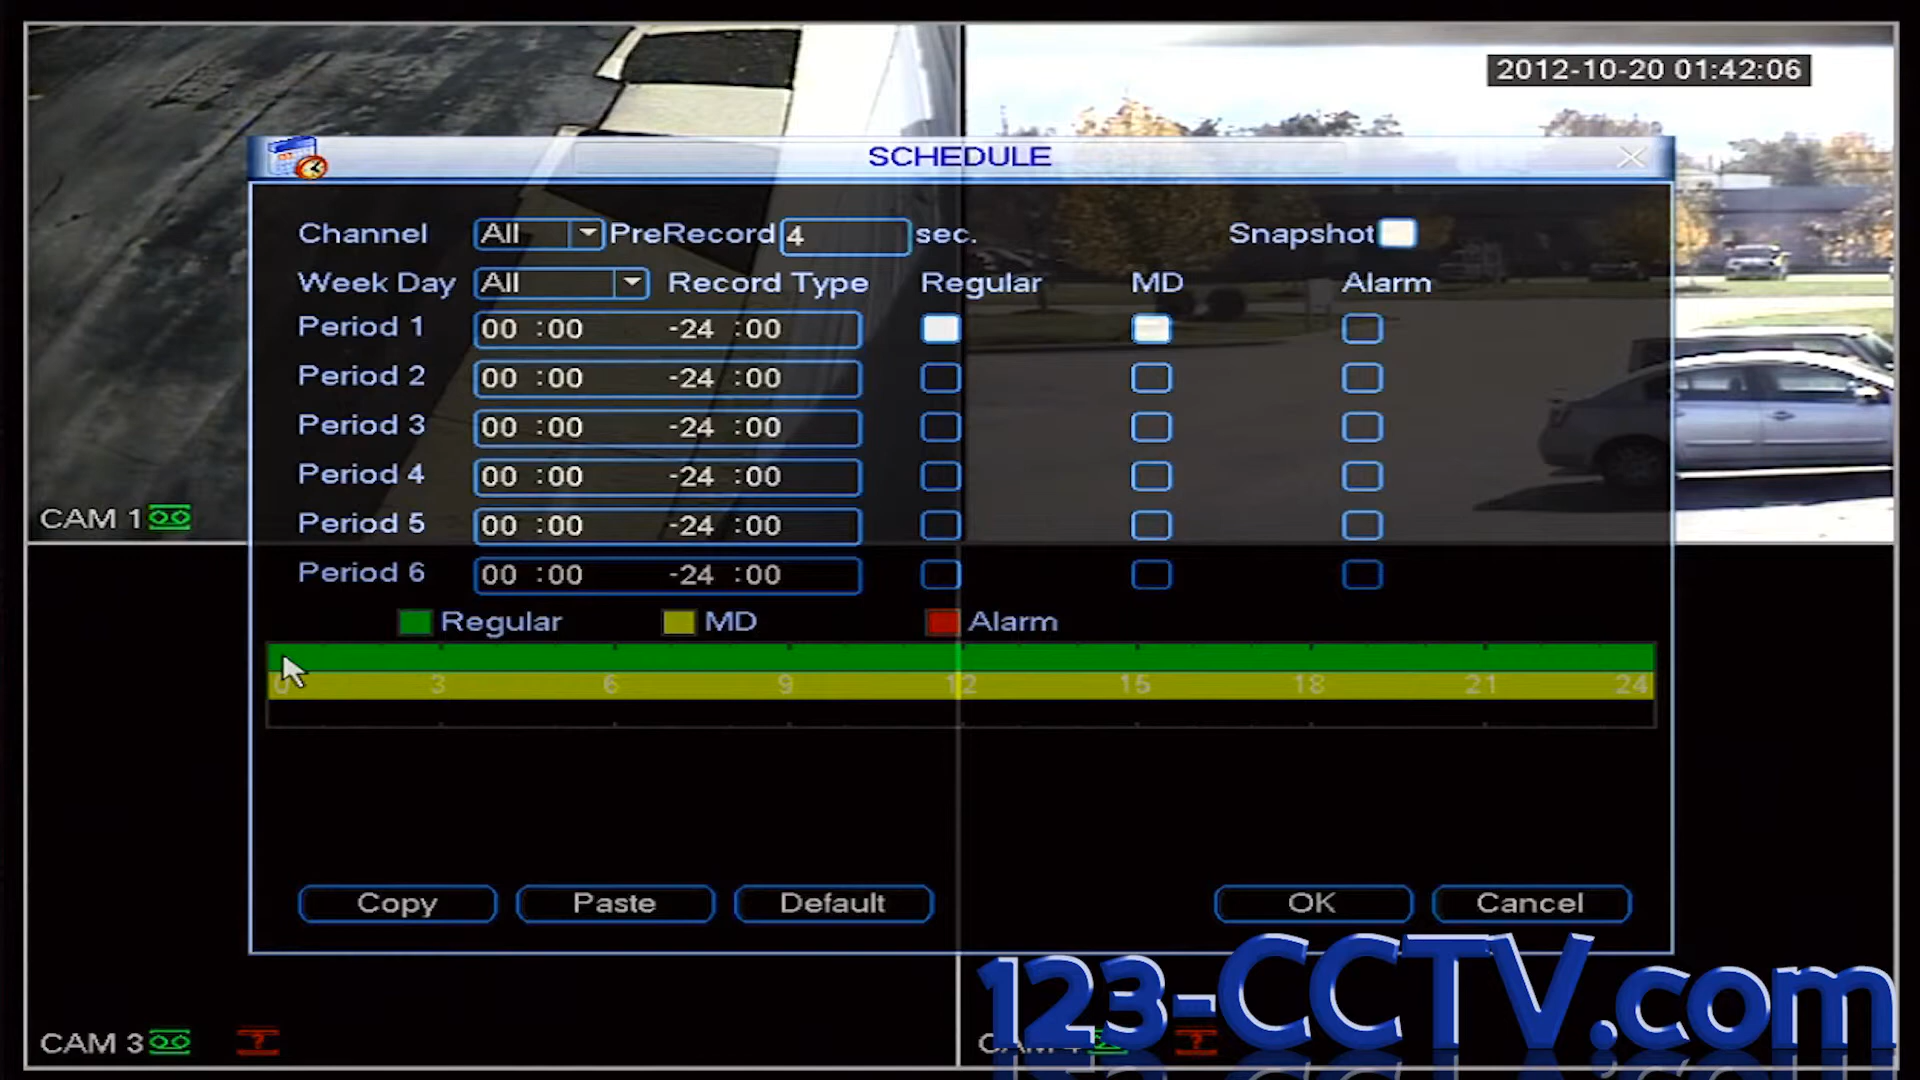 2012-10-20 01:42:06
SCHEDULE
Channel All PreRecord 4 sec. Snapshot
Week Day All Record Type Regular MD Alarm
Period 1 00 :00 -24 :00
Period 2 00 :00 -24 :00
Period 3 00 :00 -24 :00
Period 4 00 :00 -24 :00
CAM 1
Period 5 00 :00 -24 :00
Period 6 00 :00 -24 :00
Regular MD Alarm
0 3 6 9 12 15 18 21 24
Copy Paste Default OK Cancel
123-CCTV.com
CAM 3 ?
CAM 4 ?